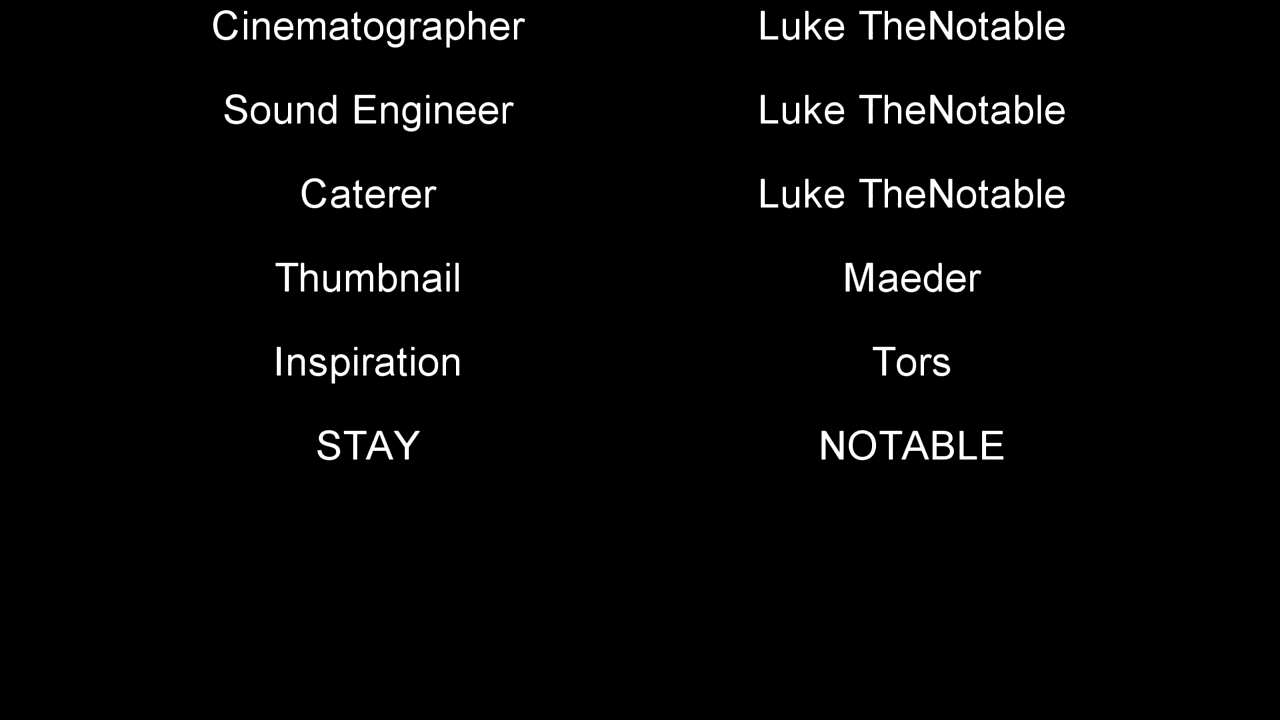 Cinematographer Luke TheNotable
Sound Engineer Luke TheNotable
Caterer Luke TheNotable
Thumbnail Maeder
Inspiration Tors
STAY NOTABLE